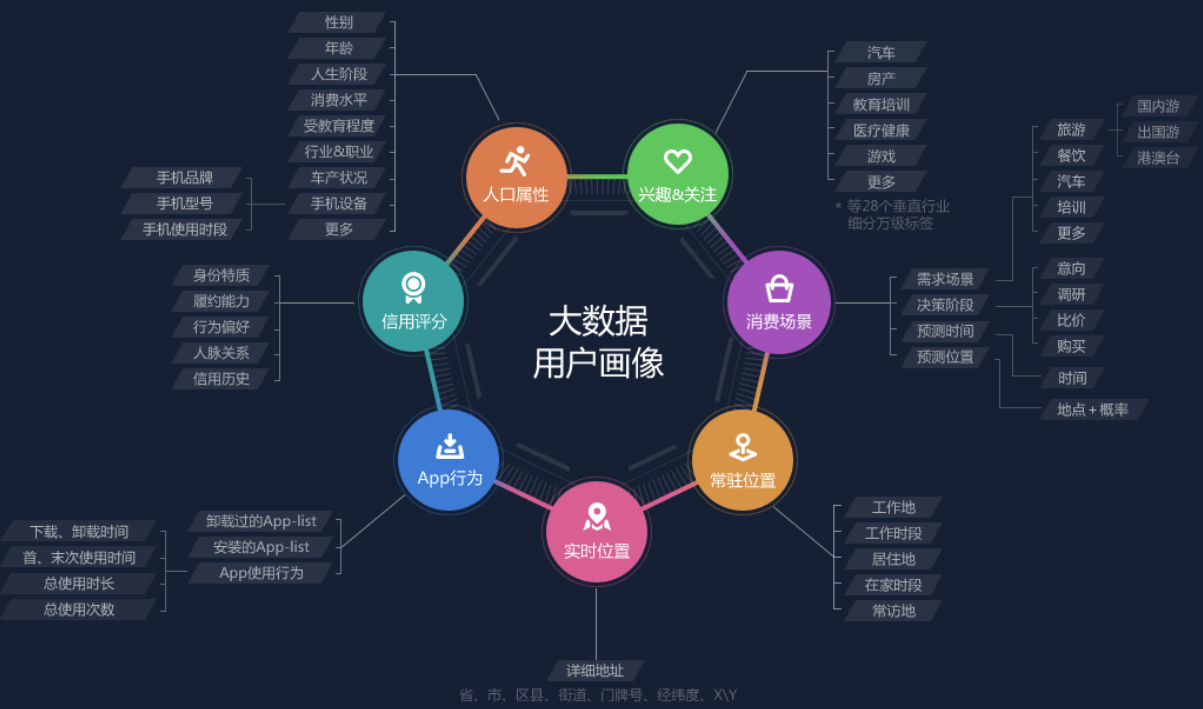 大数据
用户画像
人口属性
性别
年龄
人生阶段
消费水平
受教育程度
行业&职业
车产状况
手机设备
更多
手机品牌
手机型号
手机使用时段
兴趣&关注
汽车
房产
教育培训
医疗健康
游戏
更多
* 等28个垂直行业
细分万级标签
消费场景
需求场景
决策阶段
预测时间
预测位置
旅游
餐饮
汽车
培训
更多
国内游
出国游
港澳台
意向
调研
比价
购买
时间
地点 + 概率
常驻位置
工作地
工作时段
居住地
在家时段
常访地
实时位置
详细地址
省、市、区县、街道、门牌号、经纬度、X\Y
App行为
卸载过的App-list
安装的App-list
App使用行为
下载、卸载时间
首、末次使用时间
总使用时长
总使用次数
信用评分
身份特质
履约能力
行为偏好
人脉关系
信用历史